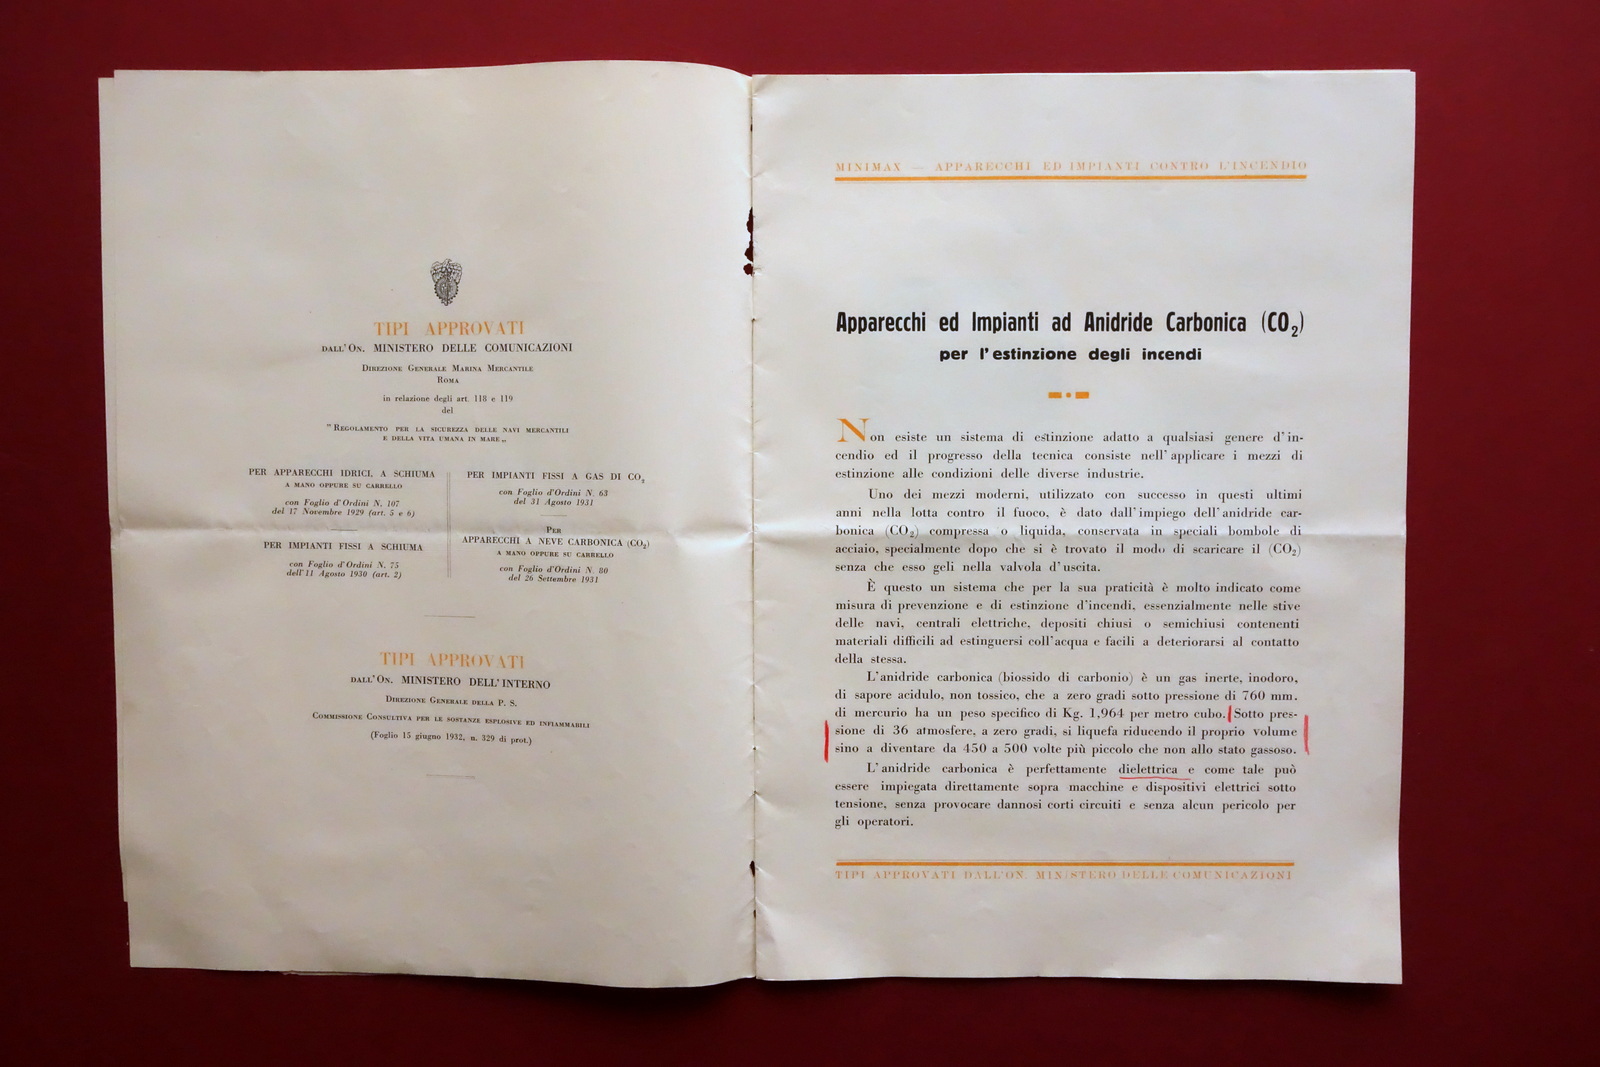 TIPI APPROVATI
DALL'ON. MINISTERO DELLE COMUNICAZIONI
DIREZIONE GENERALE MARINA MERCANTILE
ROMA
in relazione degli art. 118 e 119
del
"REGOLAMENTO PER LA SICUREZZA DELLE NAVI MERCANTILI
E DELLA VITA UMANA IN MARE„
PER APPARECCHI IDRICI, A SCHIUMA
A MANO OPPURE SU CARRELLO
con Foglio d'Ordini N. 107
del 17 Novembre 1929 (art. 5 e 6)
PER IMPIANTI FISSI A SCHIUMA
con Foglio d'Ordini N. 75
dell'11 Agosto 1930 (art. 2)
PER IMPIANTI FISSI A GAS DI CO₂
con Foglio d'Ordini N. 63
del 31 Agosto 1931
PER
APPARECCHI A NEVE CARBONICA (CO₂)
A MANO OPPURE SU CARRELLO
con Foglio d'Ordini N. 80
del 26 Settembre 1931
TIPI APPROVATI
DALL'ON. MINISTERO DELL'INTERNO
DIREZIONE GENERALE DELLA P. S.
COMMISSIONE CONSULTIVA PER LE SOSTANZE ESPLOSIVE ED INFIAMMABILI
(Foglio 15 giugno 1932, n. 329 di prot.)
MINIMAX — APPARECCHI ED IMPIANTI CONTRO L'INCENDIO
Apparecchi ed Impianti ad Anidride Carbonica (CO₂)
per l'estinzione degli incendi
Non esiste un sistema di estinzione adatto a qualsiasi genere d'in-
cendio ed il progresso della tecnica consiste nell'applicare i mezzi di
estinzione alle condizioni delle diverse industrie.
Uno dei mezzi moderni, utilizzato con successo in questi ultimi
anni nella lotta contro il fuoco, è dato dall'impiego dell'anidride car-
bonica (CO₂) compressa o liquida, conservata in speciali bombole di
acciaio, specialmente dopo che si è trovato il modo di scaricare il (CO₂)
senza che esso geli nella valvola d'uscita.
È questo un sistema che per la sua praticità è molto indicato come
misura di prevenzione e di estinzione d'incendi, essenzialmente nelle stive
delle navi, centrali elettriche, depositi chiusi o semichiusi contenenti
materiali difficili ad estinguersi coll'acqua e facili a deteriorarsi al contatto
della stessa.
L'anidride carbonica (biossido di carbonio) è un gas inerte, inodoro,
di sapore acidulo, non tossico, che a zero gradi sotto pressione di 760 mm.
di mercurio ha un peso specifico di Kg. 1,964 per metro cubo. Sotto pres-
sione di 36 atmosfere, a zero gradi, si liquefa riducendo il proprio volume
sino a diventare da 450 a 500 volte più piccolo che non allo stato gassoso.
L'anidride carbonica è perfettamente dielettrica e come tale può
essere impiegata direttamente sopra macchine e dispositivi elettrici sotto
tensione, senza provocare dannosi corti circuiti e senza alcun pericolo per
gli operatori.
TIPI APPROVATI DALL'ON. MINISTERO DELLE COMUNICAZIONI